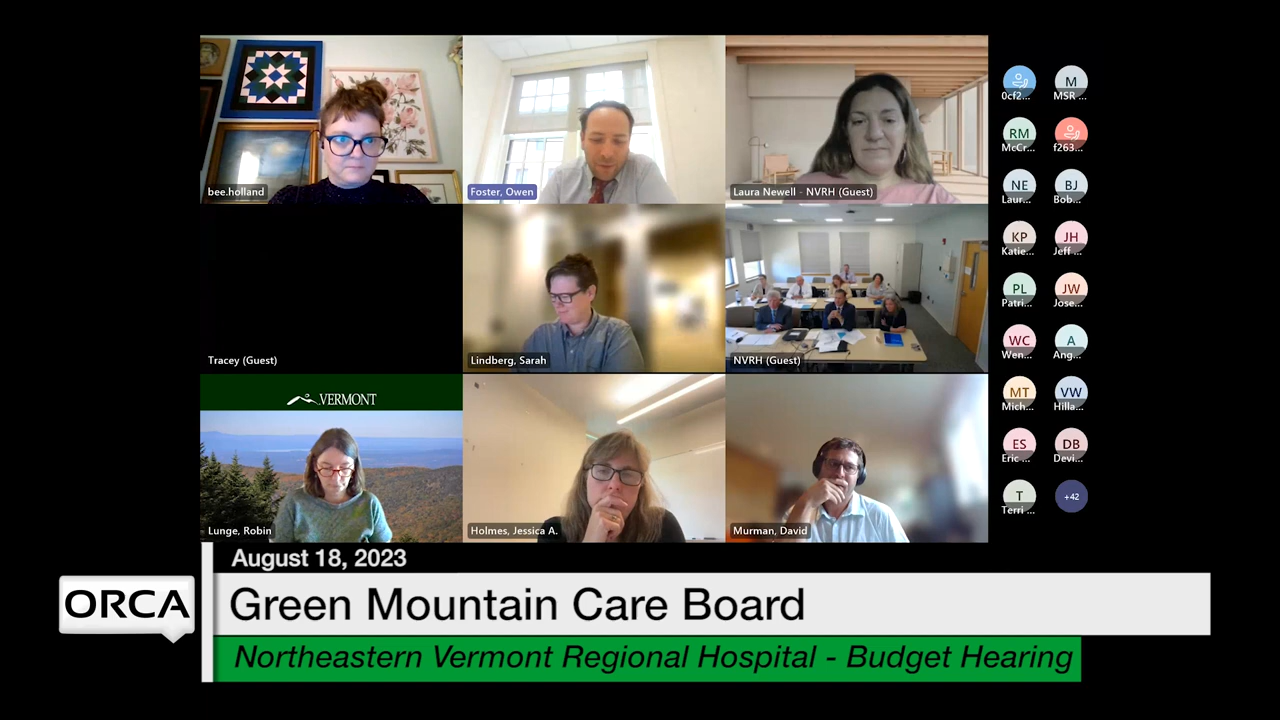 bee.holland
Foster, Owen
Laura Newell - NVRH (Guest)
Tracey (Guest)
Lindberg, Sarah
NVRH (Guest)
VERMONT
Lunge, Robin
Holmes, Jessica A.
Murman, David
0cf2...
M
MSR ...
RM
McCr...
f263...
NE
Laur...
BJ
Bob...
KP
Katie...
JH
Jeff ...
PL
Patri...
JW
Jose...
WC
Wen...
A
Ang...
MT
Mich...
VW
Hilla...
ES
Eric ...
DB
Devi...
T
Terri ...
+42
August 18, 2023
ORCA
Green Mountain Care Board
Northeastern Vermont Regional Hospital - Budget Hearing